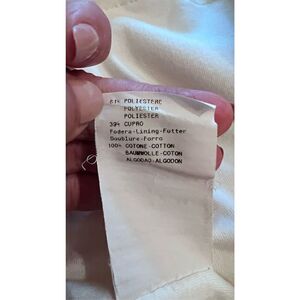 61% POLIESTERE
POLYESTER
POLIESTER
39% CUPRO
Fodera-Lining-Futter
Doublure-Forro
100% COTONE-COTTON
BAUMWOLLE-COTON
ALGODAO-ALGODON